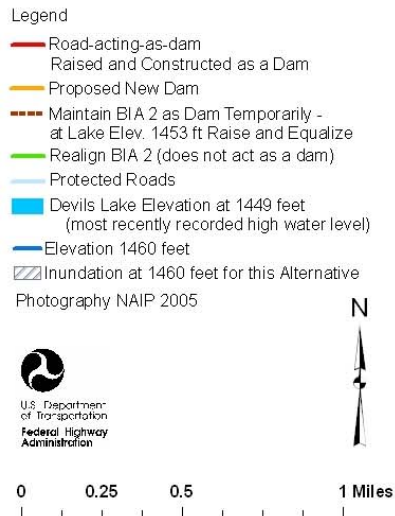 Legend
Road-acting-as-dam
Raised and Constructed as a Dam
Proposed New Dam
Maintain BIA 2 as Dam Temporarily -
at Lake Elev. 1453 ft Raise and Equalize
Realign BIA 2 (does not act as a dam)
Protected Roads
Devils Lake Elevation at 1449 feet
(most recently recorded high water level)
Elevation 1460 feet
Inundation at 1460 feet for this Alternative
Photography NAIP 2005
N
U.S. Department
of Transportation
Federal Highway
Administration
0 0.25 0.5 1 Miles